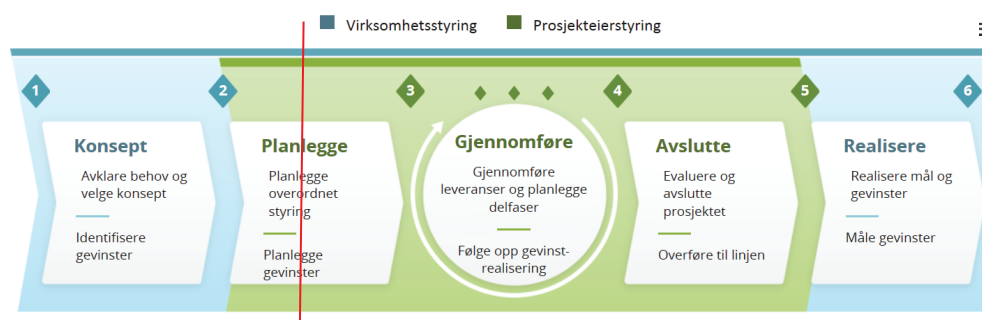 Virksomhetsstyring
Prosjekteierstyring
1
2
3
4
5
6
Konsept
Avklare behov og
velge konsept
Identifisere
gevinster
Planlegge
Planlegge
overordnet
styring
Planlegge
gevinster
Gjennomføre
Gjennomføre
leveranser og planlegge
delfaser
Følge opp gevinst-
realisering
Avslutte
Evaluere og
avslutte
prosjektet
Overføre til linjen
Realisere
Realisere mål og
gevinster
Måle gevinster